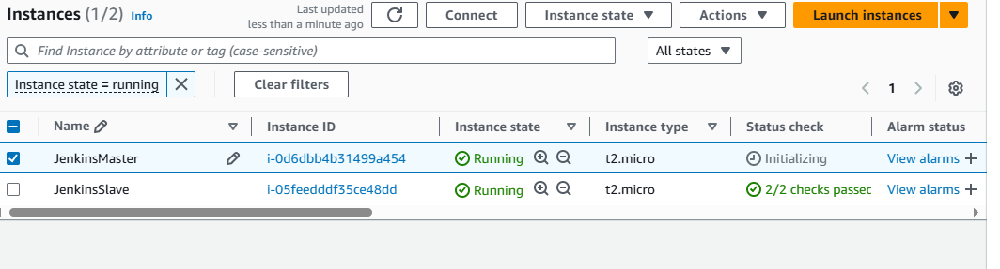 Instances (1/2) Info
Last updated
less than a minute ago
Connect
Instance state
Actions
Launch instances
Find Instance by attribute or tag (case-sensitive)
All states
Instance state = running
Clear filters
1
Name Instance ID Instance state Instance type Status check Alarm status
JenkinsMaster i-0d6dbb4b31499a454 Running t2.micro Initializing View alarms
JenkinsSlave i-05feedddf35ce48dd Running t2.micro 2/2 checks passec View alarms